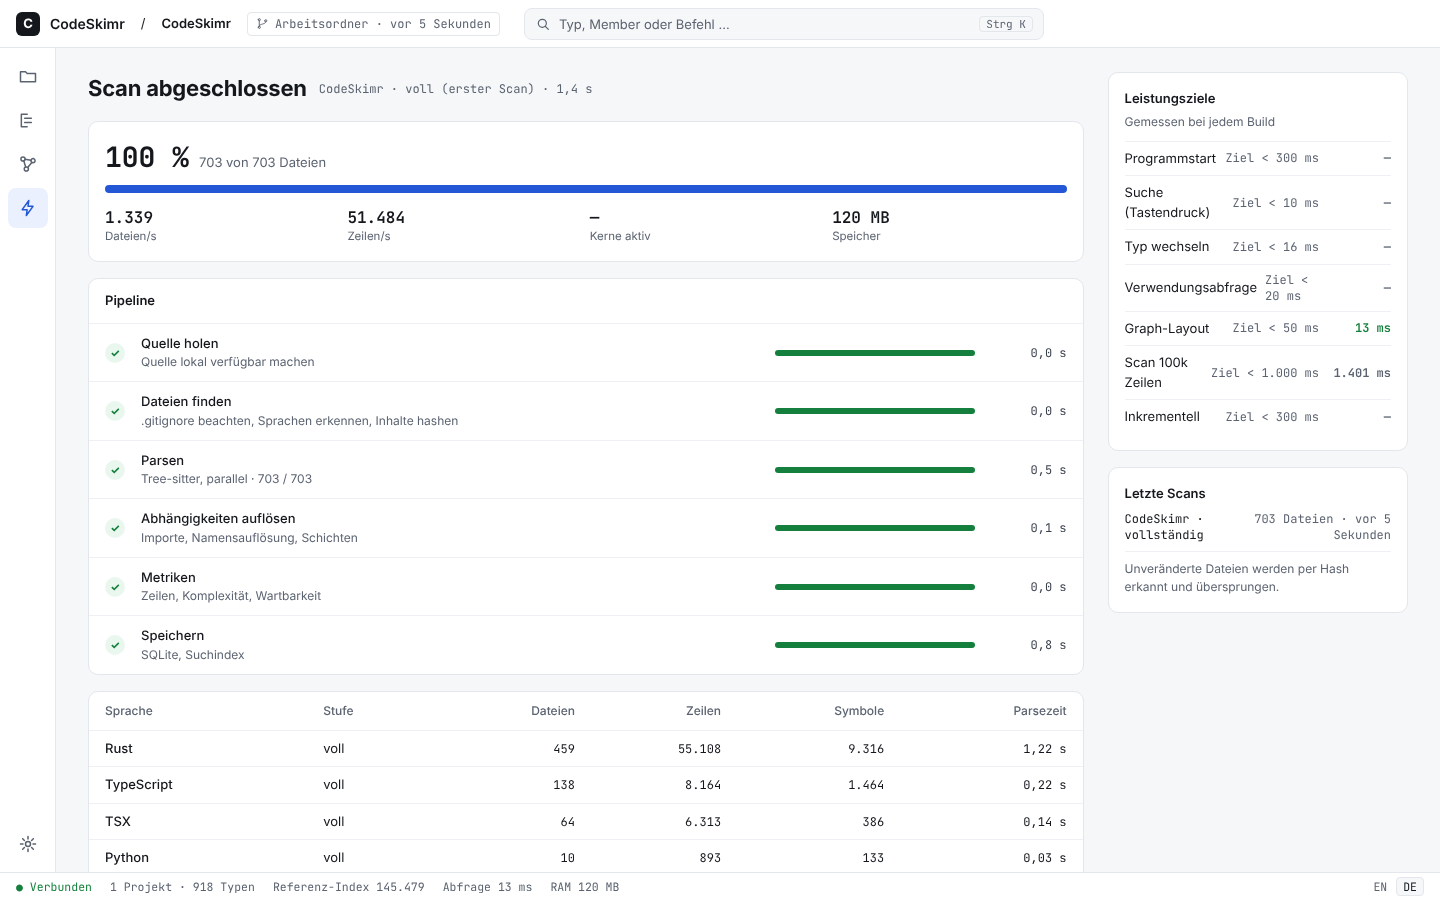 C CodeSkimr / CodeSkimr Arbeitsordner · vor 5 Sekunden Typ, Member oder Befehl ... Strg K
Scan abgeschlossen CodeSkimr · voll (erster Scan) · 1,4 s
100 % 703 von 703 Dateien
1.339 51.484 — 120 MB
Dateien/s Zeilen/s Kerne aktiv Speicher
Pipeline
Quelle holen
Quelle lokal verfügbar machen
0,0 s
Dateien finden
.gitignore beachten, Sprachen erkennen, Inhalte hashen
0,0 s
Parsen
Tree-sitter, parallel · 703 / 703
0,5 s
Abhängigkeiten auflösen
Importe, Namensauflösung, Schichten
0,1 s
Metriken
Zeilen, Komplexität, Wartbarkeit
0,0 s
Speichern
SQLite, Suchindex
0,8 s
Sprache Stufe Dateien Zeilen Symbole Parsezeit
Rust voll 459 55.108 9.316 1,22 s
TypeScript voll 138 8.164 1.464 0,22 s
TSX voll 64 6.313 386 0,14 s
Python voll 10 893 133 0,03 s
Leistungsziele
Gemessen bei jedem Build
Programmstart Ziel < 300 ms —
Suche
(Tastendruck) Ziel < 10 ms —
Typ wechseln Ziel < 16 ms —
Verwendungsabfrage Ziel <
20 ms —
Graph-Layout Ziel < 50 ms 13 ms
Scan 100k
Zeilen Ziel < 1.000 ms 1.401 ms
Inkrementell Ziel < 300 ms —
Letzte Scans
CodeSkimr · 703 Dateien · vor 5
vollständig Sekunden
Unveränderte Dateien werden per Hash
erkannt und übersprungen.
Verbunden 1 Projekt · 918 Typen Referenz-Index 145.479 Abfrage 13 ms RAM 120 MB EN DE